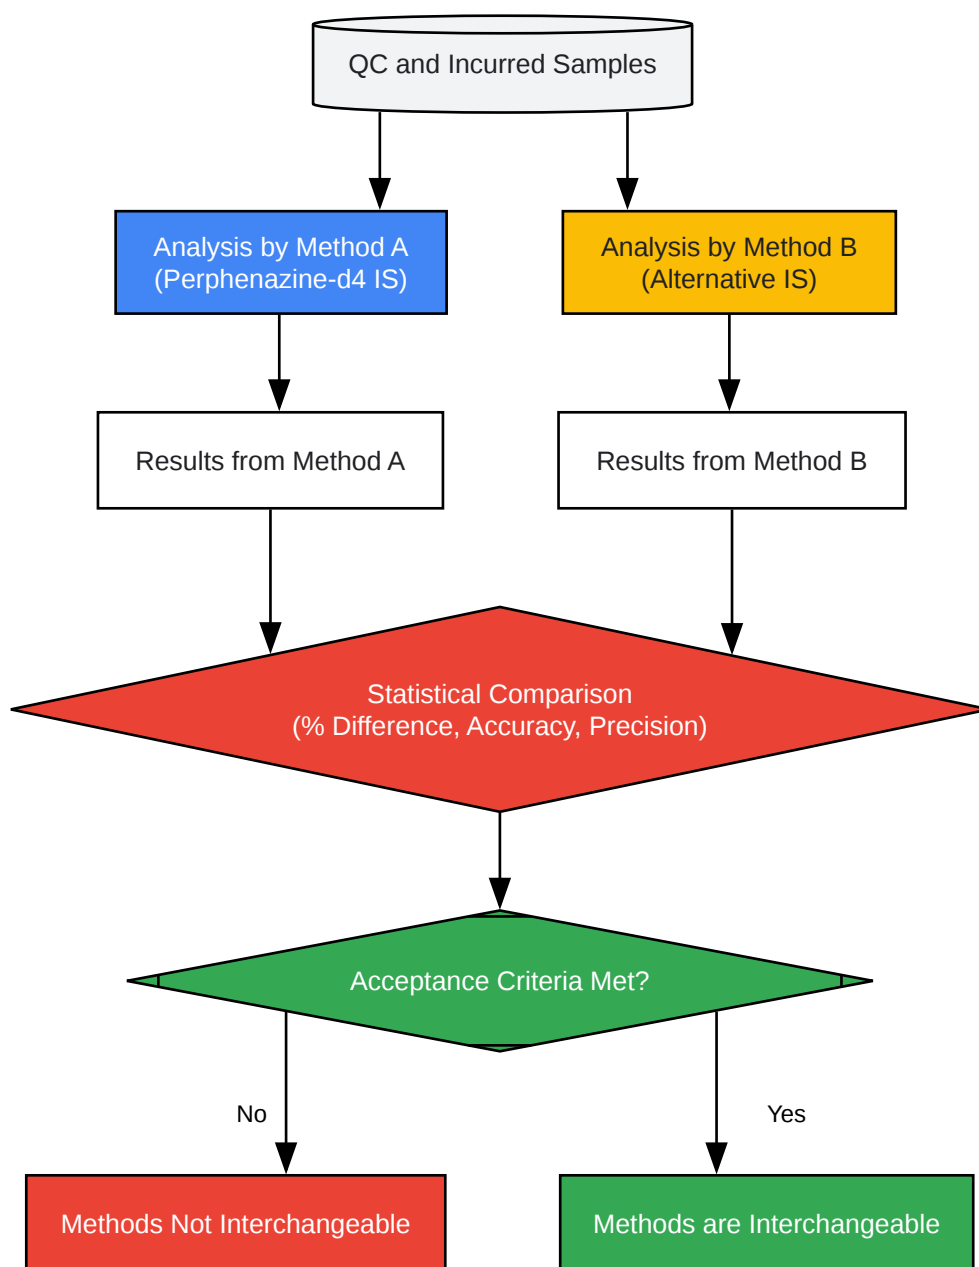 QC and Incurred Samples
Analysis by Method A
(Perphenazine-d4 IS)
Analysis by Method B
(Alternative IS)
Results from Method A
Results from Method B
Statistical Comparison
(% Difference, Accuracy, Precision)
Acceptance Criteria Met?
No
Yes
Methods Not Interchangeable
Methods are Interchangeable